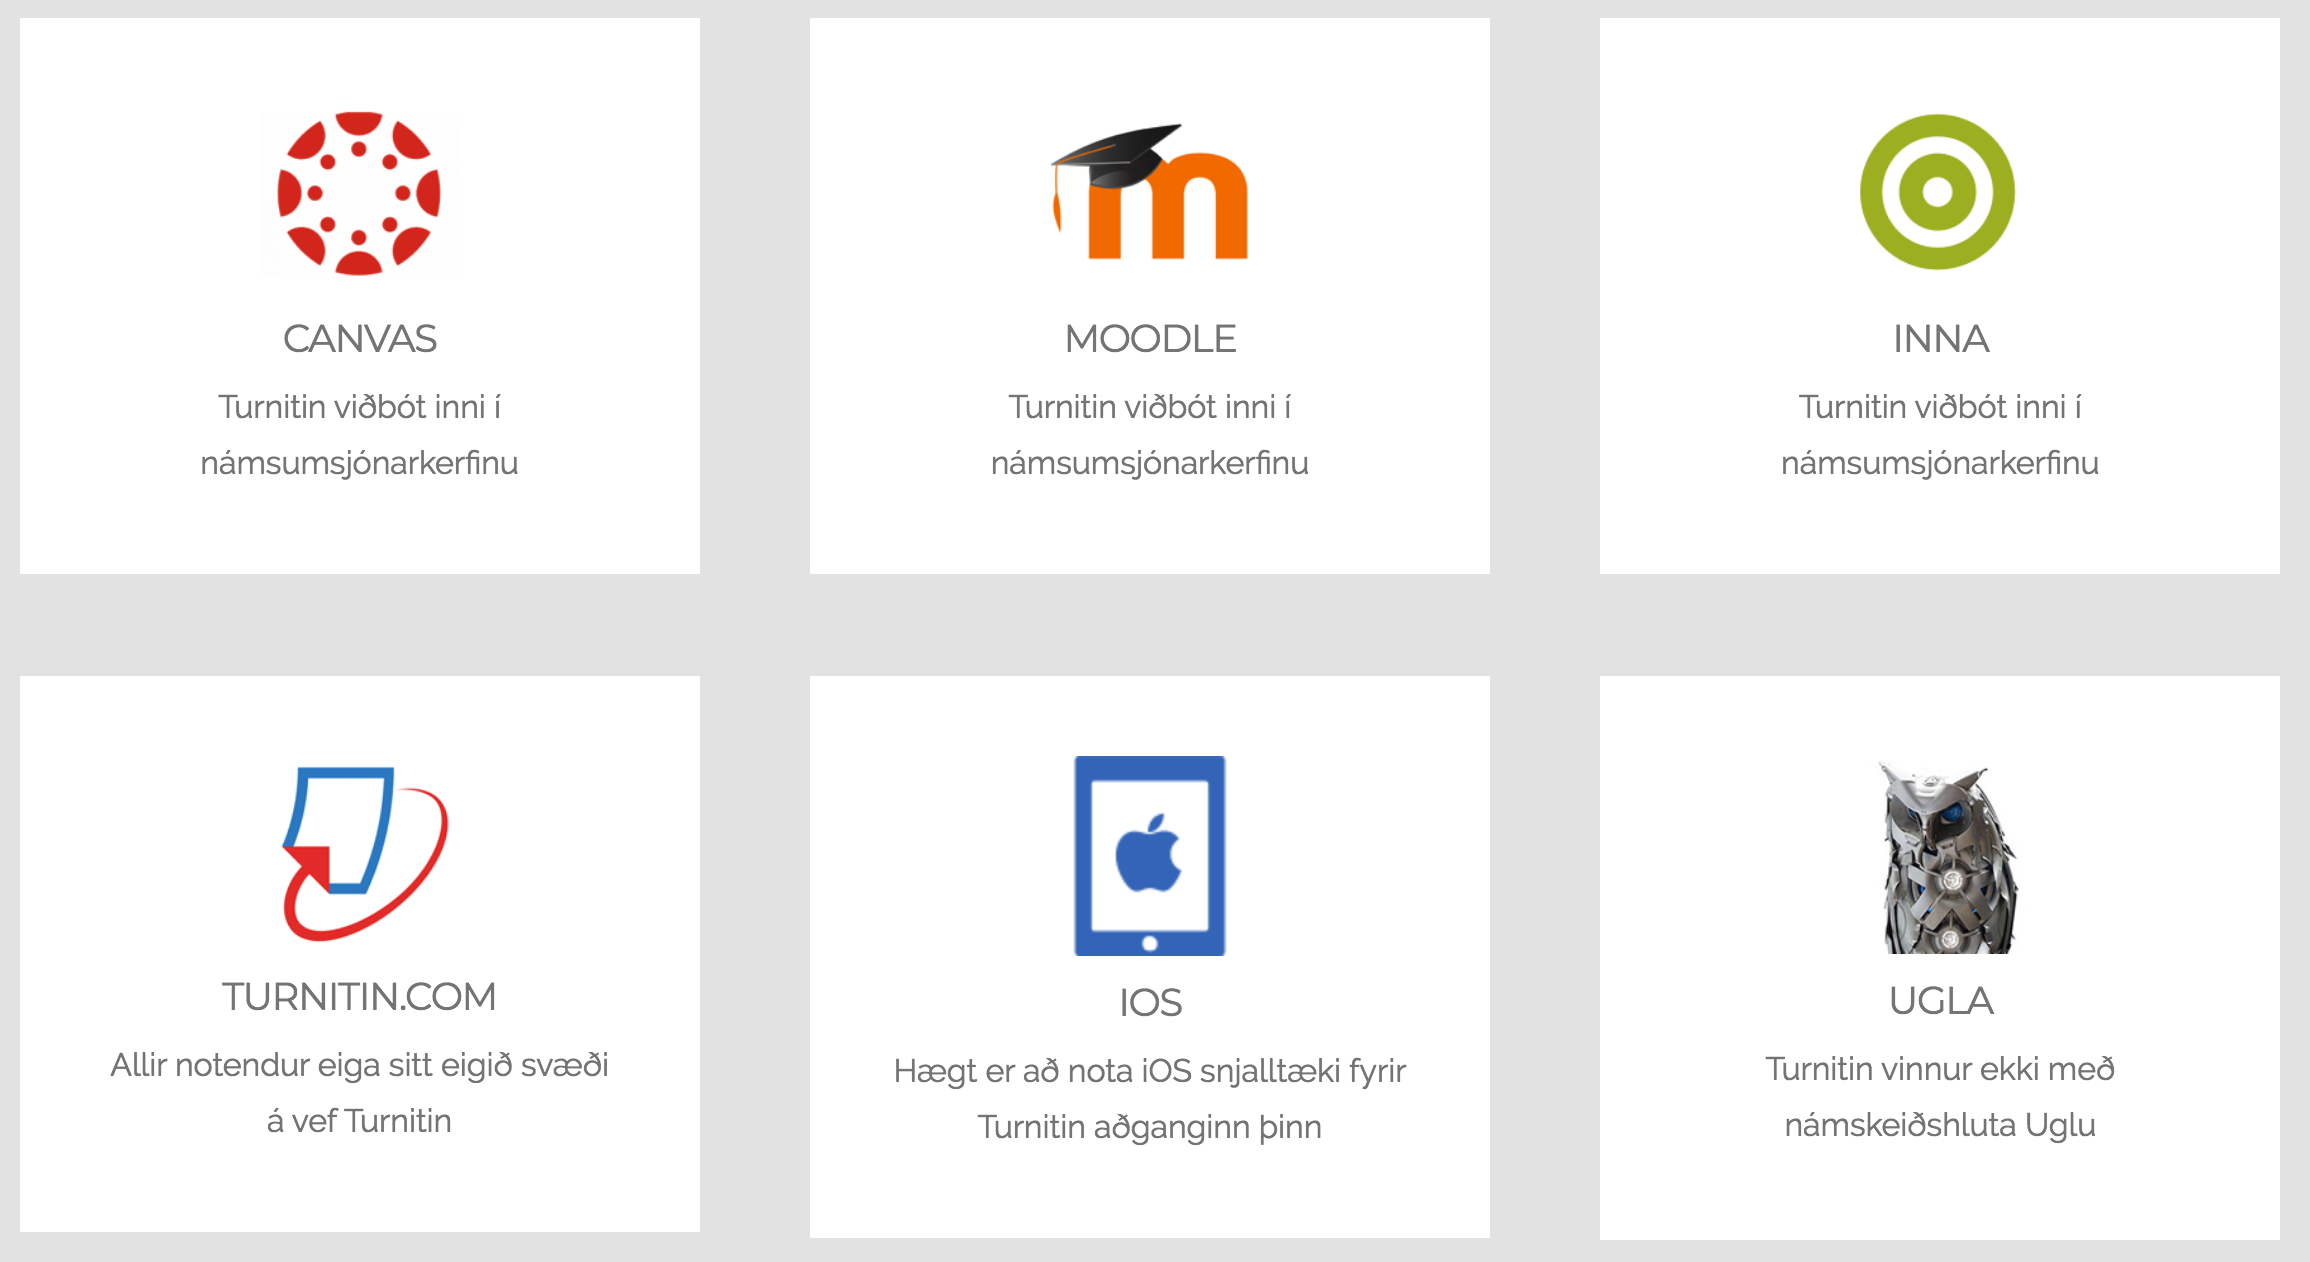 CANVAS
Turnitin viðbót inni í
námsumsjónarkerfinu
MOODLE
Turnitin viðbót inni í
námsumsjónarkerfinu
INNA
Turnitin viðbót inni í
námsumsjónarkerfinu
TURNITIN.COM
Allir notendur eiga sitt eigið svæði
á vef Turnitin
IOS
Hægt er að nota iOS snjalltæki fyrir
Turnitin aðganginn þinn
UGLA
Turnitin vinnur ekki með
námskeiðshluta Uglu